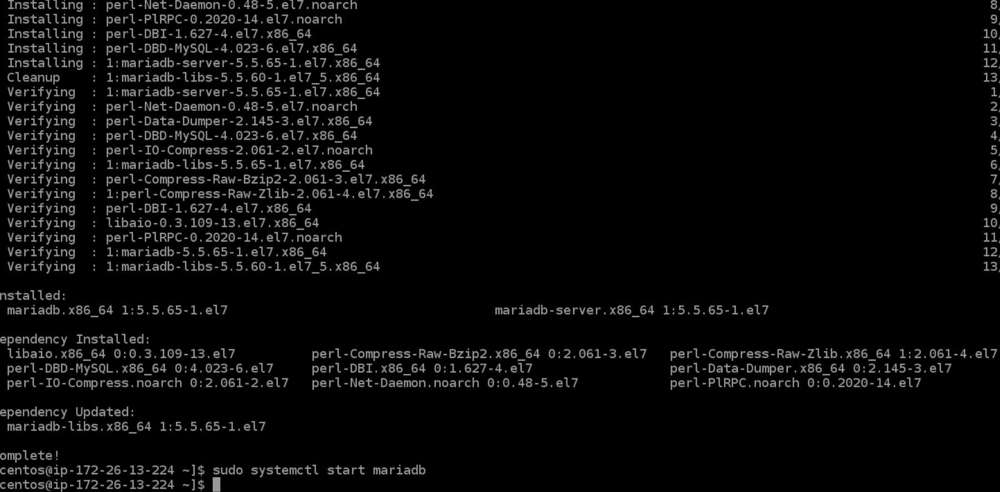 Installing : perl-Net-Daemon-0.48-5.el7.noarch 8/
Installing : perl-PlRPC-0.2020-14.el7.noarch 9/
Installing : perl-DBI-1.627-4.el7.x86_64 10/
Installing : perl-DBD-MySQL-4.023-6.el7.x86_64 11/
Installing : 1:mariadb-server-5.5.65-1.el7.x86_64 12/
Cleanup : 1:mariadb-libs-5.5.60-1.el7_5.x86_64 13/
Verifying : 1:mariadb-server-5.5.65-1.el7.x86_64 1/
Verifying : perl-Net-Daemon-0.48-5.el7.noarch 2/
Verifying : perl-Data-Dumper-2.145-3.el7.x86_64 3/
Verifying : perl-DBD-MySQL-4.023-6.el7.x86_64 4/
Verifying : perl-IO-Compress-2.061-2.el7.noarch 5/
Verifying : 1:mariadb-libs-5.5.65-1.el7.x86_64 6/
Verifying : perl-Compress-Raw-Bzip2-2.061-3.el7.x86_64 7/
Verifying : 1:perl-Compress-Raw-Zlib-2.061-4.el7.x86_64 8/
Verifying : perl-DBI-1.627-4.el7.x86_64 9/
Verifying : libaio-0.3.109-13.el7.x86_64 10/
Verifying : perl-PlRPC-0.2020-14.el7.noarch 11/
Verifying : 1:mariadb-5.5.65-1.el7.x86_64 12/
Verifying : 1:mariadb-libs-5.5.60-1.el7_5.x86_64 13/
nstalled:
mariadb.x86_64 1:5.5.65-1.el7 mariadb-server.x86_64 1:5.5.65-1.el7
ependency Installed:
libaio.x86_64 0:0.3.109-13.el7 perl-Compress-Raw-Bzip2.x86_64 0:2.061-3.el7 perl-Compress-Raw-Zlib.x86_64 1:2.061-4.el7
perl-DBD-MySQL.x86_64 0:4.023-6.el7 perl-DBI.x86_64 0:1.627-4.el7 perl-Data-Dumper.x86_64 0:2.145-3.el7
perl-IO-Compress.noarch 0:2.061-2.el7 perl-Net-Daemon.noarch 0:0.48-5.el7 perl-PlRPC.noarch 0:0.2020-14.el7
ependency Updated:
mariadb-libs.x86_64 1:5.5.65-1.el7
omplete!
centos@ip-172-26-13-224 ~]$ sudo systemctl start mariadb
centos@ip-172-26-13-224 ~]$